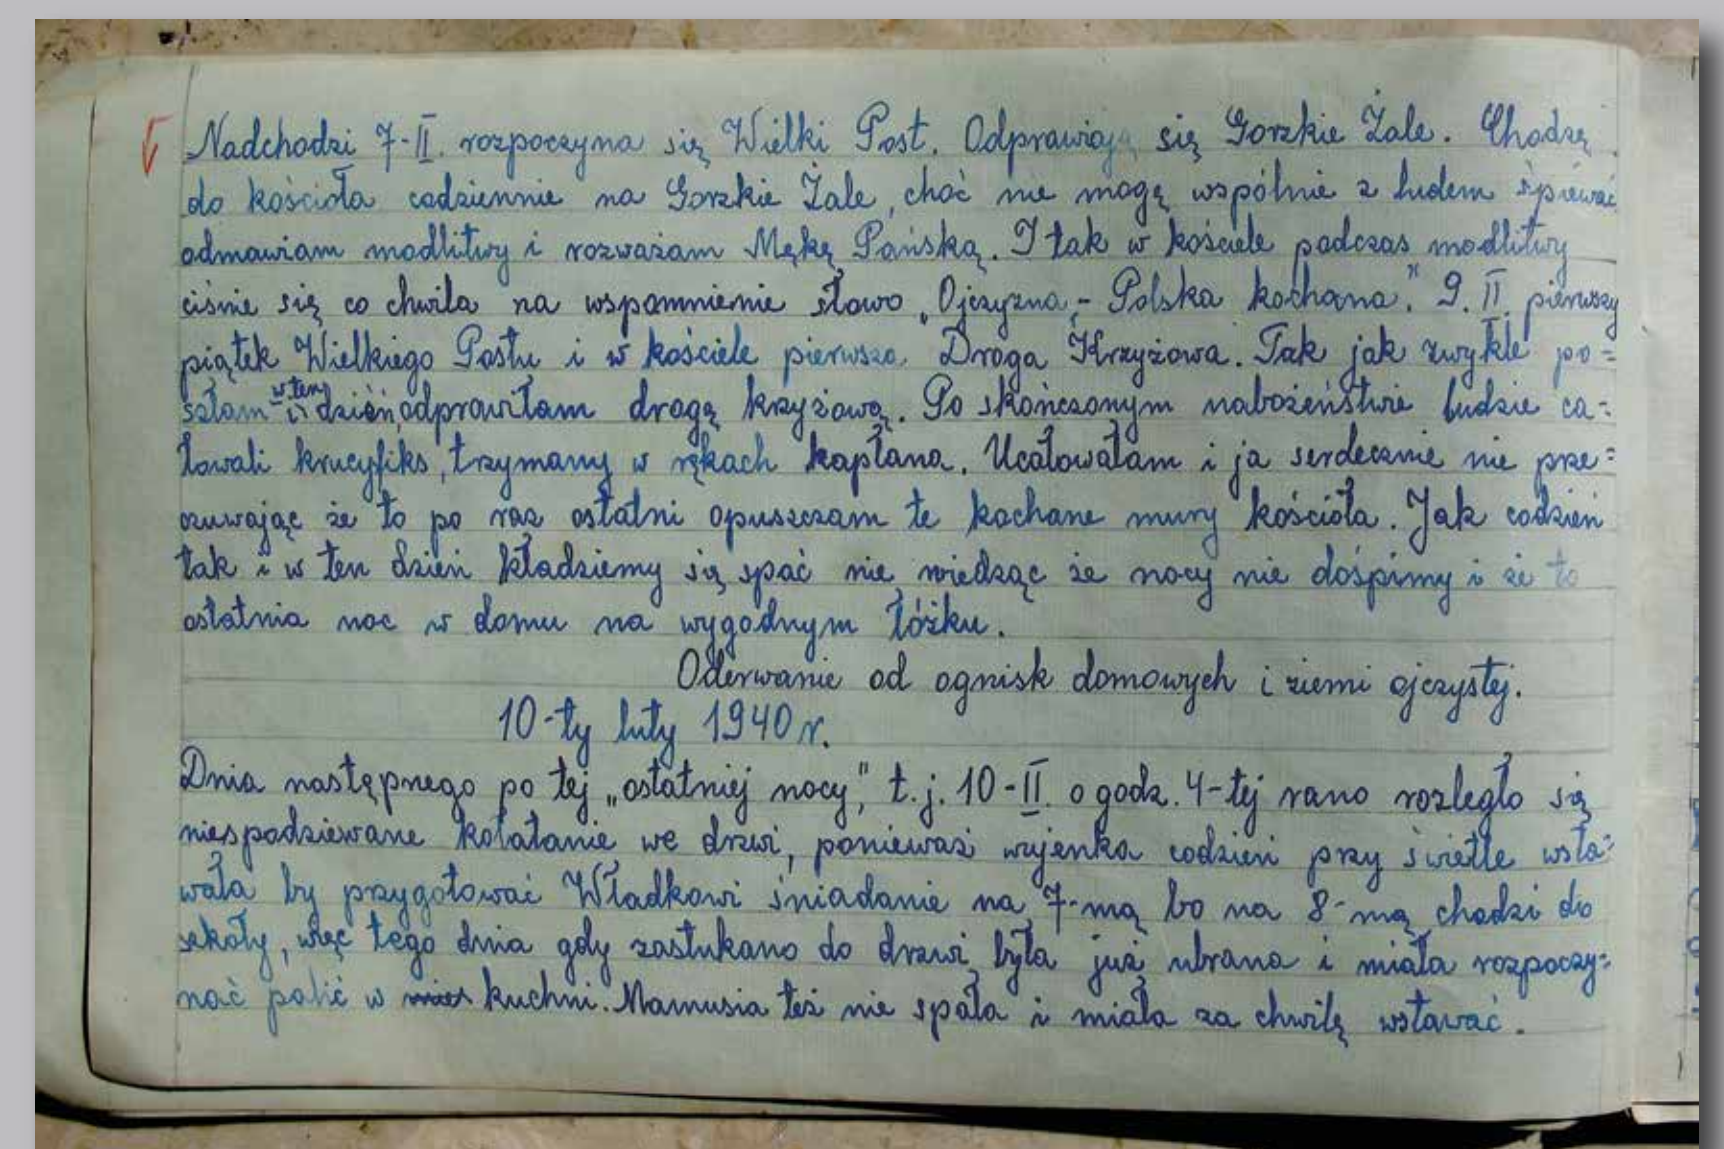 Nadchodzi 7-II. rozpoczyna się Wielki Post. Odprawiają się Gorzkie Żale. Chodzę
do kościoła codziennie na Gorzkie Żale, choć nie mogę wspólnie z ludem śpiewać
odmawiam modlitwy i rozważam Mękę Pańską. I tak w kościele podczas modlitwy
ciśnie się co chwila na wspomnienie słowo „Ojczyzna,- Polska kochana." 9. II. pierwszy
piątek Wielkiego Postu i w kościele pierwsza Droga Krzyżowa. Tak jak zwykle po=
szłam i w ten dzień, odprawiłam drogę krzyżową. Po skończonym nabożeństwie ludzie ca=
łowali krucyfiks, trzymany w rękach kapłana. Ucałowałam i ja serdecznie nie prze=
czuwając że to po raz ostatni opuszczam te kochane mury kościoła. Jak codzień
tak i w ten dzień kładziemy się spać nie wiedząc że nocy nie dośpimy i że to
ostatnia noc w domu na wygodnym łóżku.
Oderwanie od ognisk domowych i ziemi ojczystej.
10-ty luty 1940 r.
Dnia następnego po tej „ostatniej nocy", t.j. 10-II. o godz. 4-tej rano rozległo się
niespodziewane kołatanie we drzwi, ponieważ wujenka codzień przy świetle wsta=
wała by przygotować Władkowi śniadanie na 7-mą bo na 8-mą chodzi do
szkoły, więc tego dnia gdy zastukano do drzwi była już ubrana i miała rozpoczy=
nać palić w kuchni. Mamusia też nie spała i miała za chwilę wstawać.